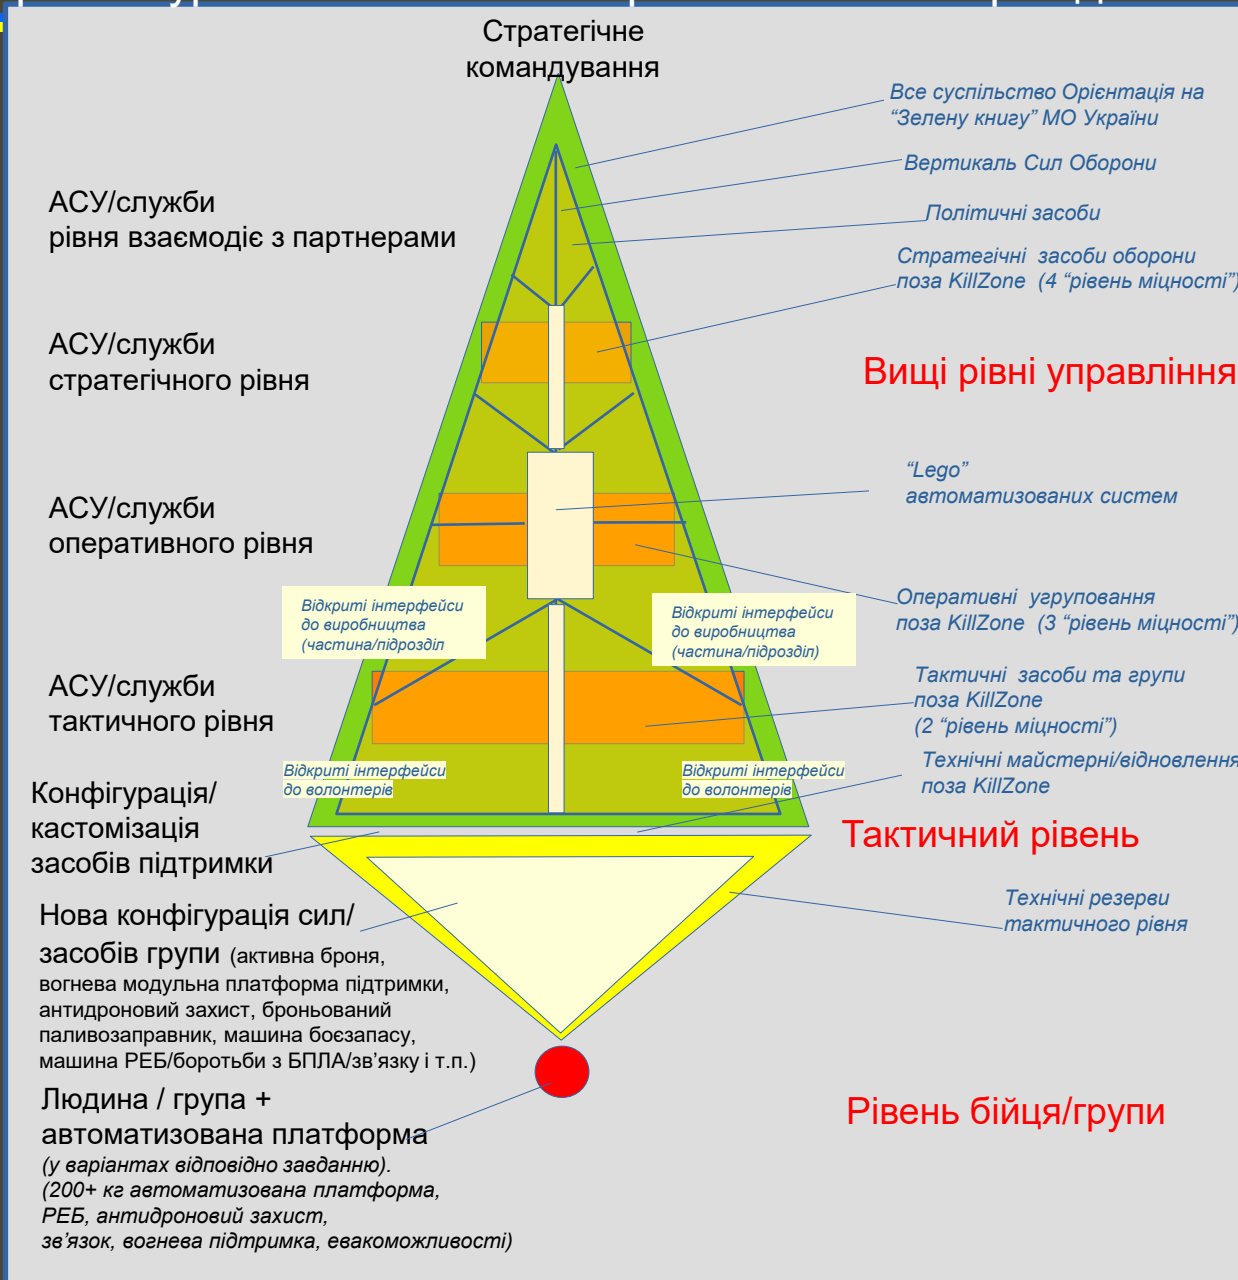 Стратегічне
командування
Все суспільство Орієнтація на
“Зелену книгу” МО України
Вертикаль Сил Оборони
АСУ/служби
рівня взаємодіє з партнерами
Політичні засоби
Стратегічні засоби оборони
поза KillZone (4 “рівень міцності”)
АСУ/служби
стратегічного рівня
Вищі рівні управління
“Lego”
автоматизованих систем
АСУ/служби
оперативного рівня
Оперативні угруповання
поза KillZone (3 “рівень міцності”)
Відкриті інтерфейси
до виробництва
(частина/підрозділ
Відкриті інтерфейси
до виробництва
(частина/підрозділ)
АСУ/служби
тактичного рівня
Тактичні засоби та групи
поза KillZone
(2 “рівень міцності”)
Відкриті інтерфейси
до волонтерів
Відкриті інтерфейси
до волонтерів
Технічні майстерні/відновлення
поза KillZone
Конфігурація/
кастомізація
засобів підтримки
Тактичний рівень
Технічні резерви
тактичного рівня
Нова конфігурація сил/
засобів групи (активна броня,
вогнева модульна платформа підтримки,
антидроновий захист, броньований
паливозаправник, машина боєзапасу,
машина РЕБ/боротьби з БПЛА/зв’язку і т.п.)
Людина / група +
автоматизована платформа
(у варіантах відповідно завданню).
(200+ кг автоматизована платформа,
РЕБ, антидроновий захист,
зв’язок, вогнева підтримка, евакоможливості)
Рівень бійця/групи